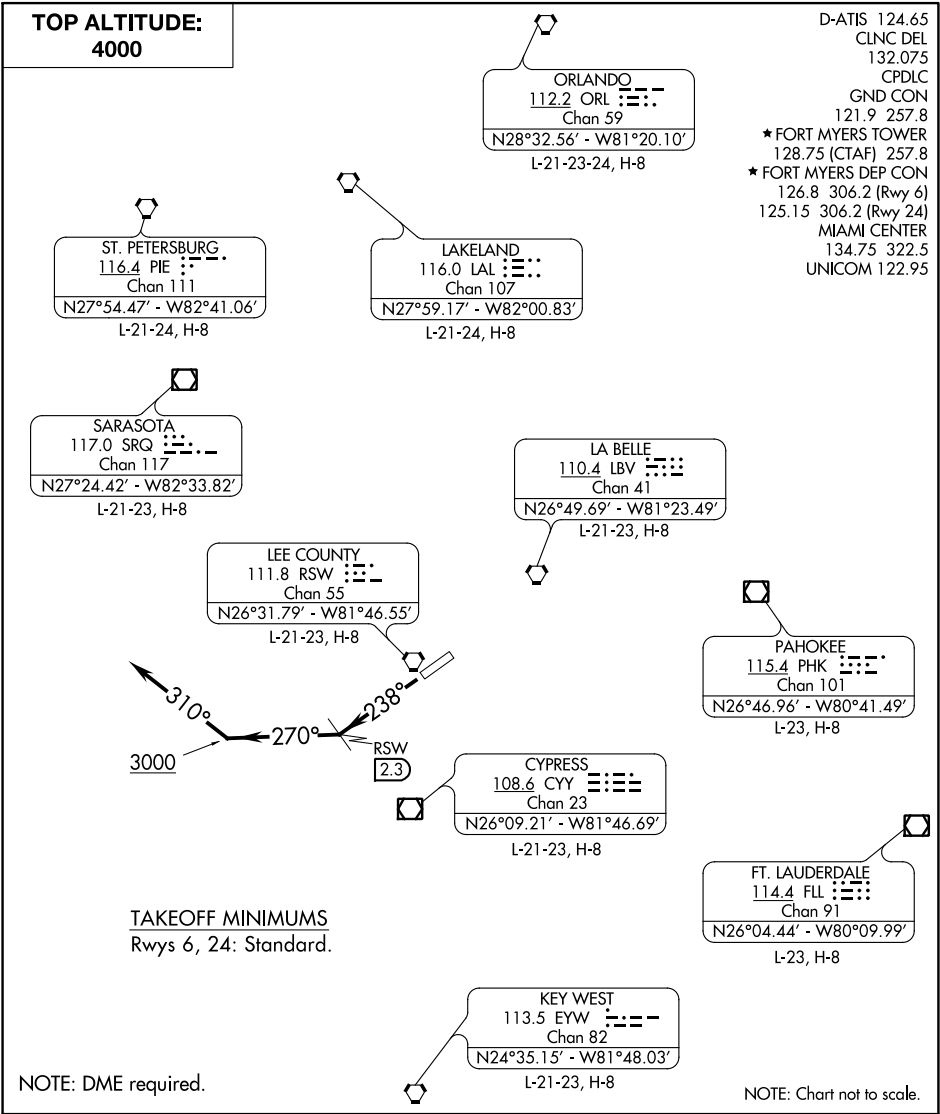 TOP ALTITUDE:
4000
D-ATIS 124.65
CLNC DEL
132.075
CPDLC
GND CON
121.9 257.8
★ FORT MYERS TOWER
128.75 (CTAF) 257.8
★ FORT MYERS DEP CON
126.8 306.2 (Rwy 6)
125.15 306.2 (Rwy 24)
MIAMI CENTER
134.75 322.5
UNICOM 122.95
ORLANDO
112.2 ORL
Chan 59
N28°32.56′ - W81°20.10′
L-21-23-24, H-8
ST. PETERSBURG
116.4 PIE
Chan 111
N27°54.47′ - W82°41.06′
L-21-24, H-8
LAKELAND
116.0 LAL
Chan 107
N27°59.17′ - W82°00.83′
L-21-24, H-8
SARASOTA
117.0 SRQ
Chan 117
N27°24.42′ - W82°33.82′
L-21-23, H-8
LA BELLE
110.4 LBV
Chan 41
N26°49.69′ - W81°23.49′
L-21-23, H-8
LEE COUNTY
111.8 RSW
Chan 55
N26°31.79′ - W81°46.55′
L-21-23, H-8
PAHOKEE
115.4 PHK
Chan 101
N26°46.96′ - W80°41.49′
L-23, H-8
310°
270°
238°
3000
RSW
2.3
CYPRESS
108.6 CYY
Chan 23
N26°09.21′ - W81°46.69′
L-21-23, H-8
FT. LAUDERDALE
114.4 FLL
Chan 91
N26°04.44′ - W80°09.99′
L-23, H-8
TAKEOFF MINIMUMS
Rwys 6, 24: Standard.
KEY WEST
113.5 EYW
Chan 82
N24°35.15′ - W81°48.03′
L-21-23, H-8
NOTE: DME required.
NOTE: Chart not to scale.